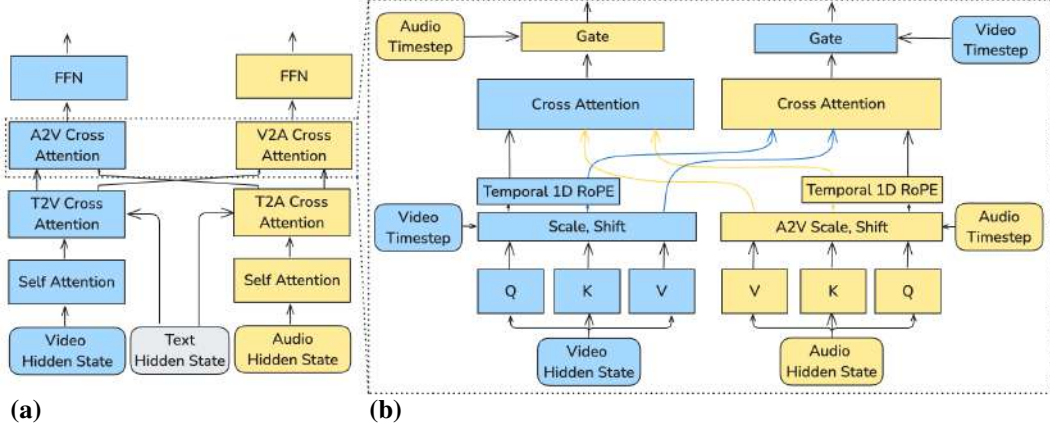 FFN
FFN
A2V Cross
Attention
V2A Cross
Attention
T2V Cross
Attention
T2A Cross
Attention
Self Attention
Self Attention
Video
Hidden State
Text
Hidden State
Audio
Hidden State
(a)
Audio
Timestep
Gate
Gate
Video
Timestep
Cross Attention
Cross Attention
Temporal 1D RoPE
Temporal 1D RoPE
Video
Timestep
Scale, Shift
A2V Scale, Shift
Audio
Timestep
Q
K
V
V
K
Q
Video
Hidden State
Audio
Hidden State
(b)